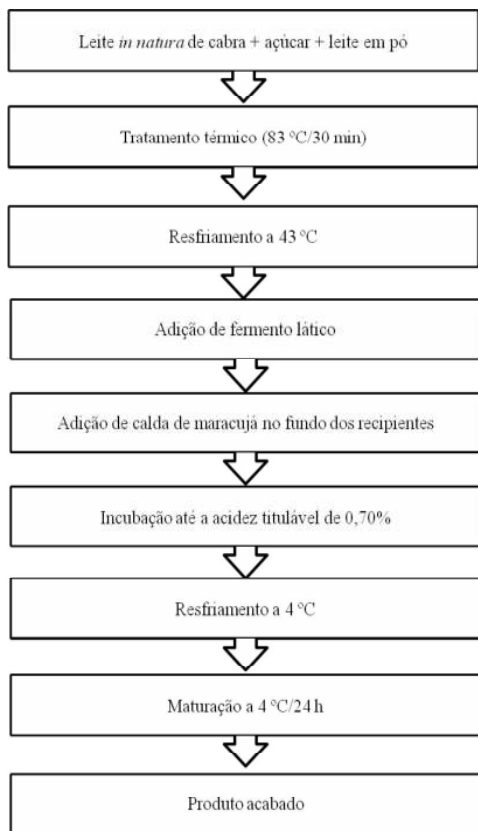 Leite in natura de cabra + açúcar + leite em pó
Tratamento térmico (83 °C/30 min)
Resfriamento a 43 °C
Adição de fermento lático
Adição de calda de maracujá no fundo dos recipientes
Incubação até a acidez titulável de 0,70%
Resfriamento a 4 °C
Maturação a 4 °C/24 h
Produto acabado